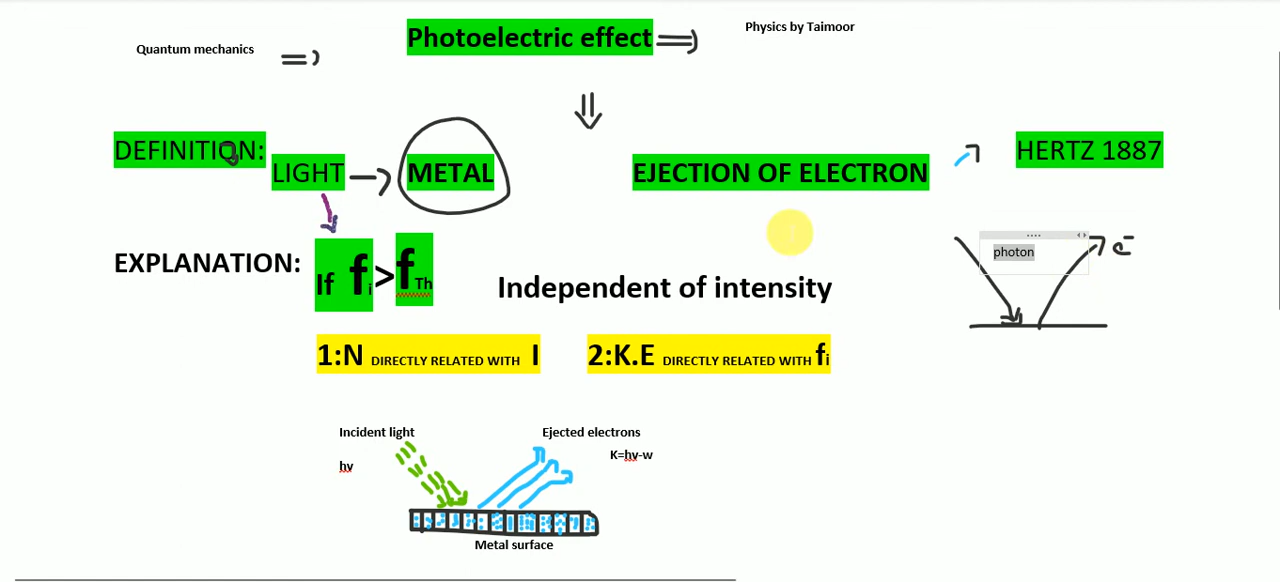 Photoelectric effect
Physics by Taimoor
Quantum mechanics
DEFINITION:
LIGHT
METAL
EJECTION OF ELECTRON
HERTZ 1887
EXPLANATION:
If fi>fTh
Independent of intensity
photon
e-
1:N DIRECTLY RELATED WITH I
2:K.E DIRECTLY RELATED WITH fi
Incident light
Ejected electrons
hv
K=hv-w
Metal surface